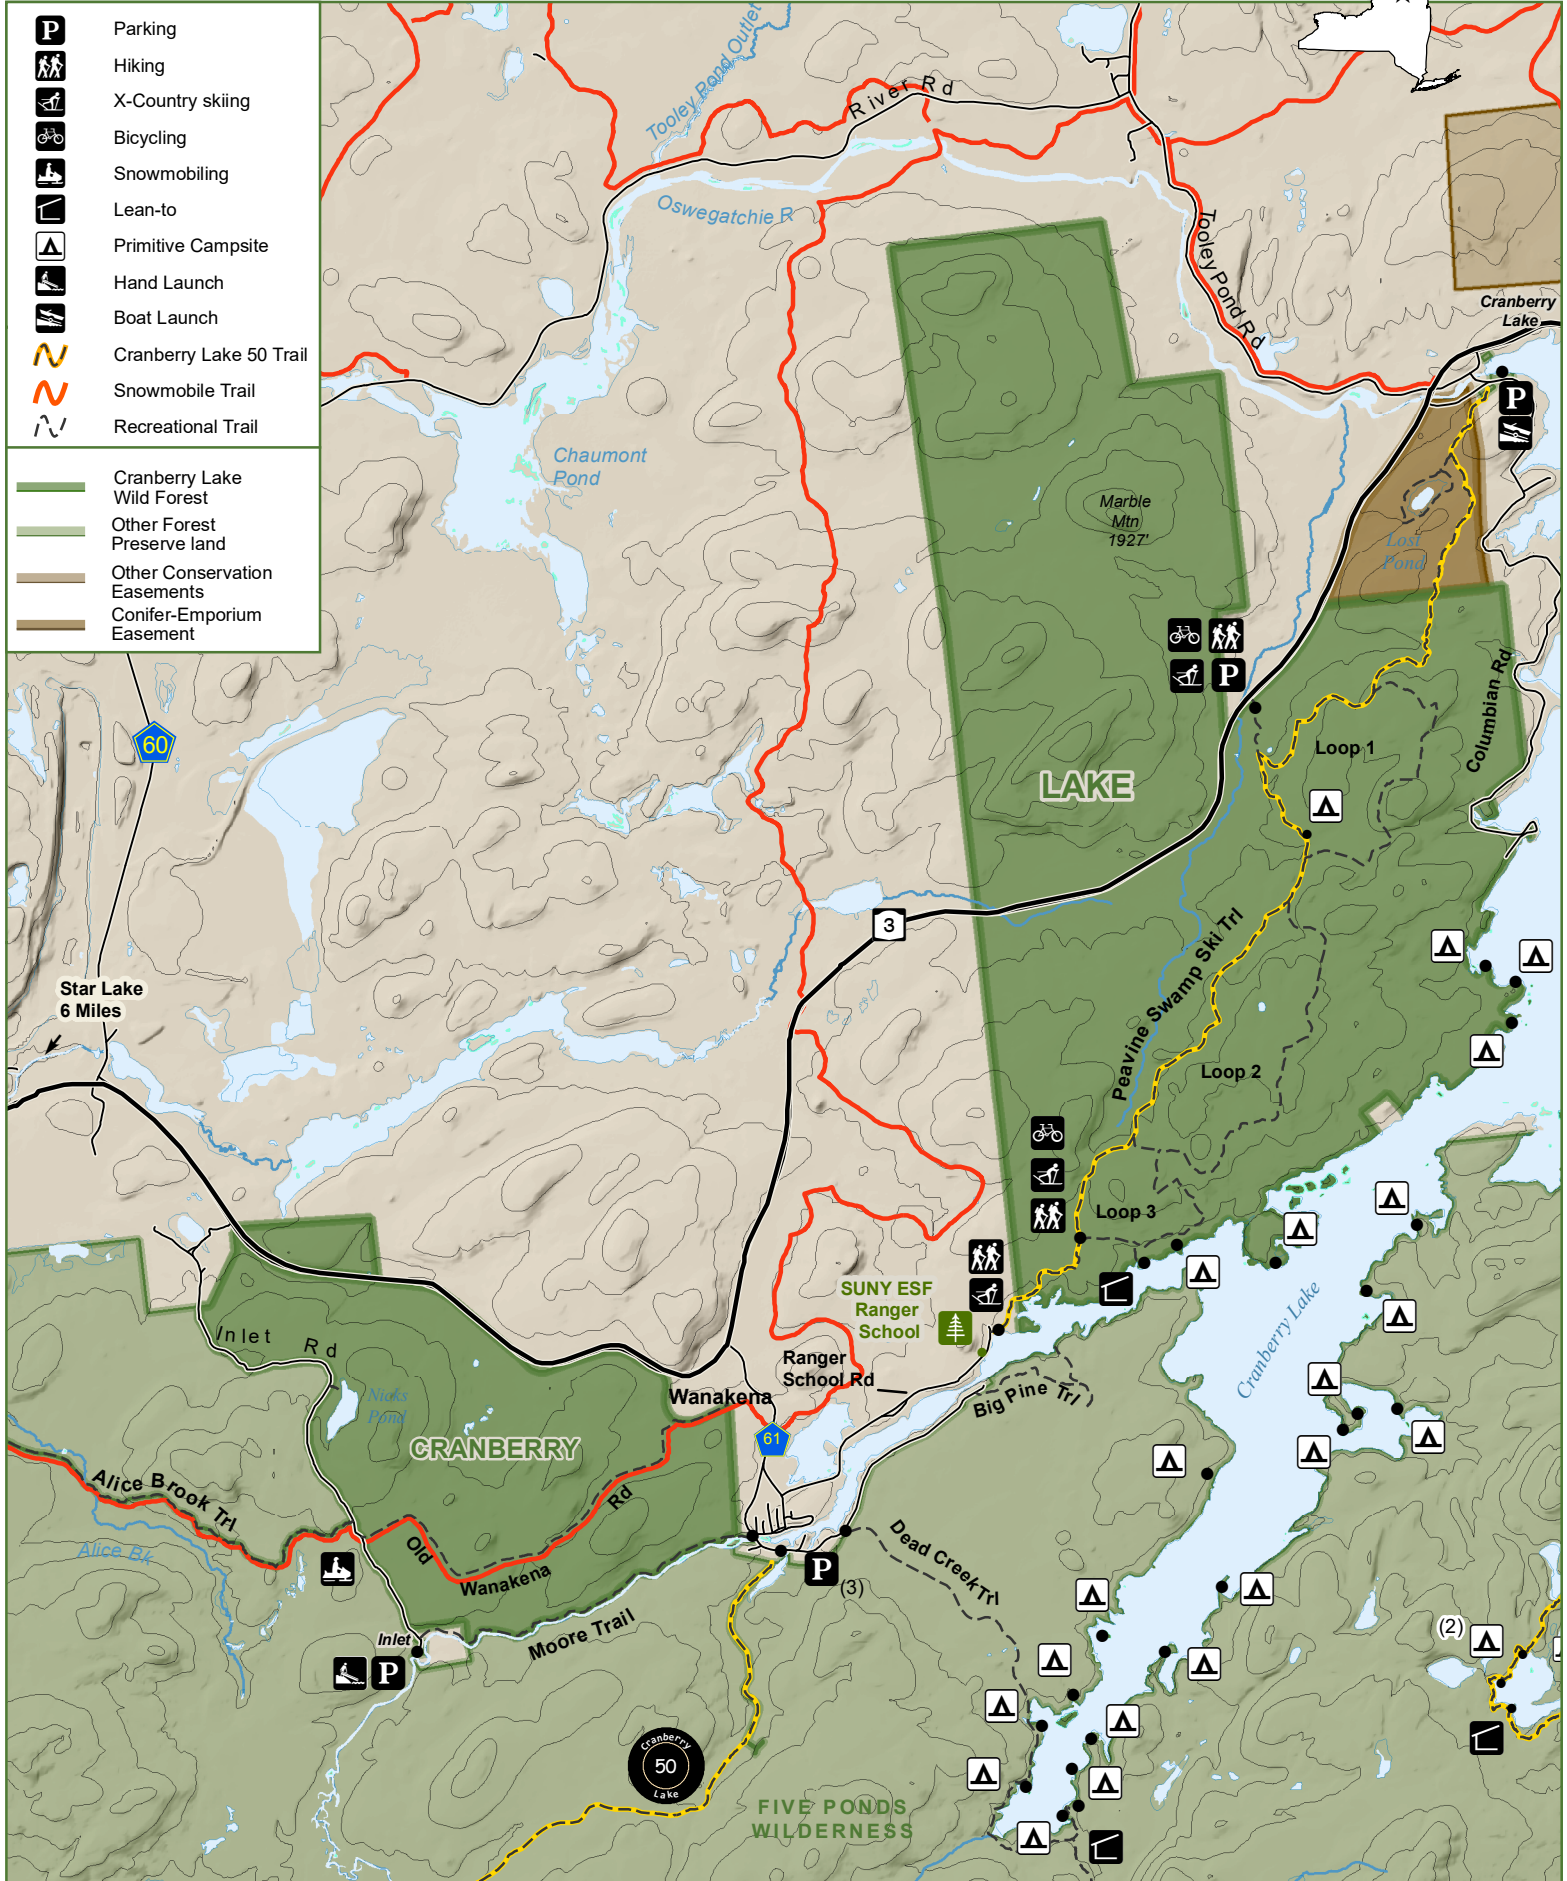 P Parking
Hiking
X-Country skiing
Bicycling
Snowmobiling
Lean-to
Primitive Campsite
Hand Launch
Boat Launch
Cranberry Lake 50 Trail
Snowmobile Trail
Recreational Trail
Cranberry Lake
Wild Forest
Other Forest
Preserve land
Other Conservation
Easements
Conifer-Emporium
Easement
Tooley Pond Outlet
River Rd
Oswegatchie R
Tooley Pond Rd
Cranberry
Lake
P
Chaumont
Pond
Marble
Mtn
1927'
Lost
Pond
P
Columbian Rd
60
Loop 1
LAKE
3
Peavine Swamp Ski Trl
Star Lake
6 Miles
Loop 2
Loop 3
SUNY ESF
Ranger
School
Cranberry Lake
Inlet Rd
Ranger
School Rd
Wanakena
Big Pine Trl
Nicks
Pond
CRANBERRY
61
Alice Brook Trl
Rd
Old
Wanakena
Alice Bk
Dead Creek Trl
P
(3)
Moore Trail
Inlet
P
(2)
Cranberry
50
Lake
FIVE PONDS
WILDERNESS